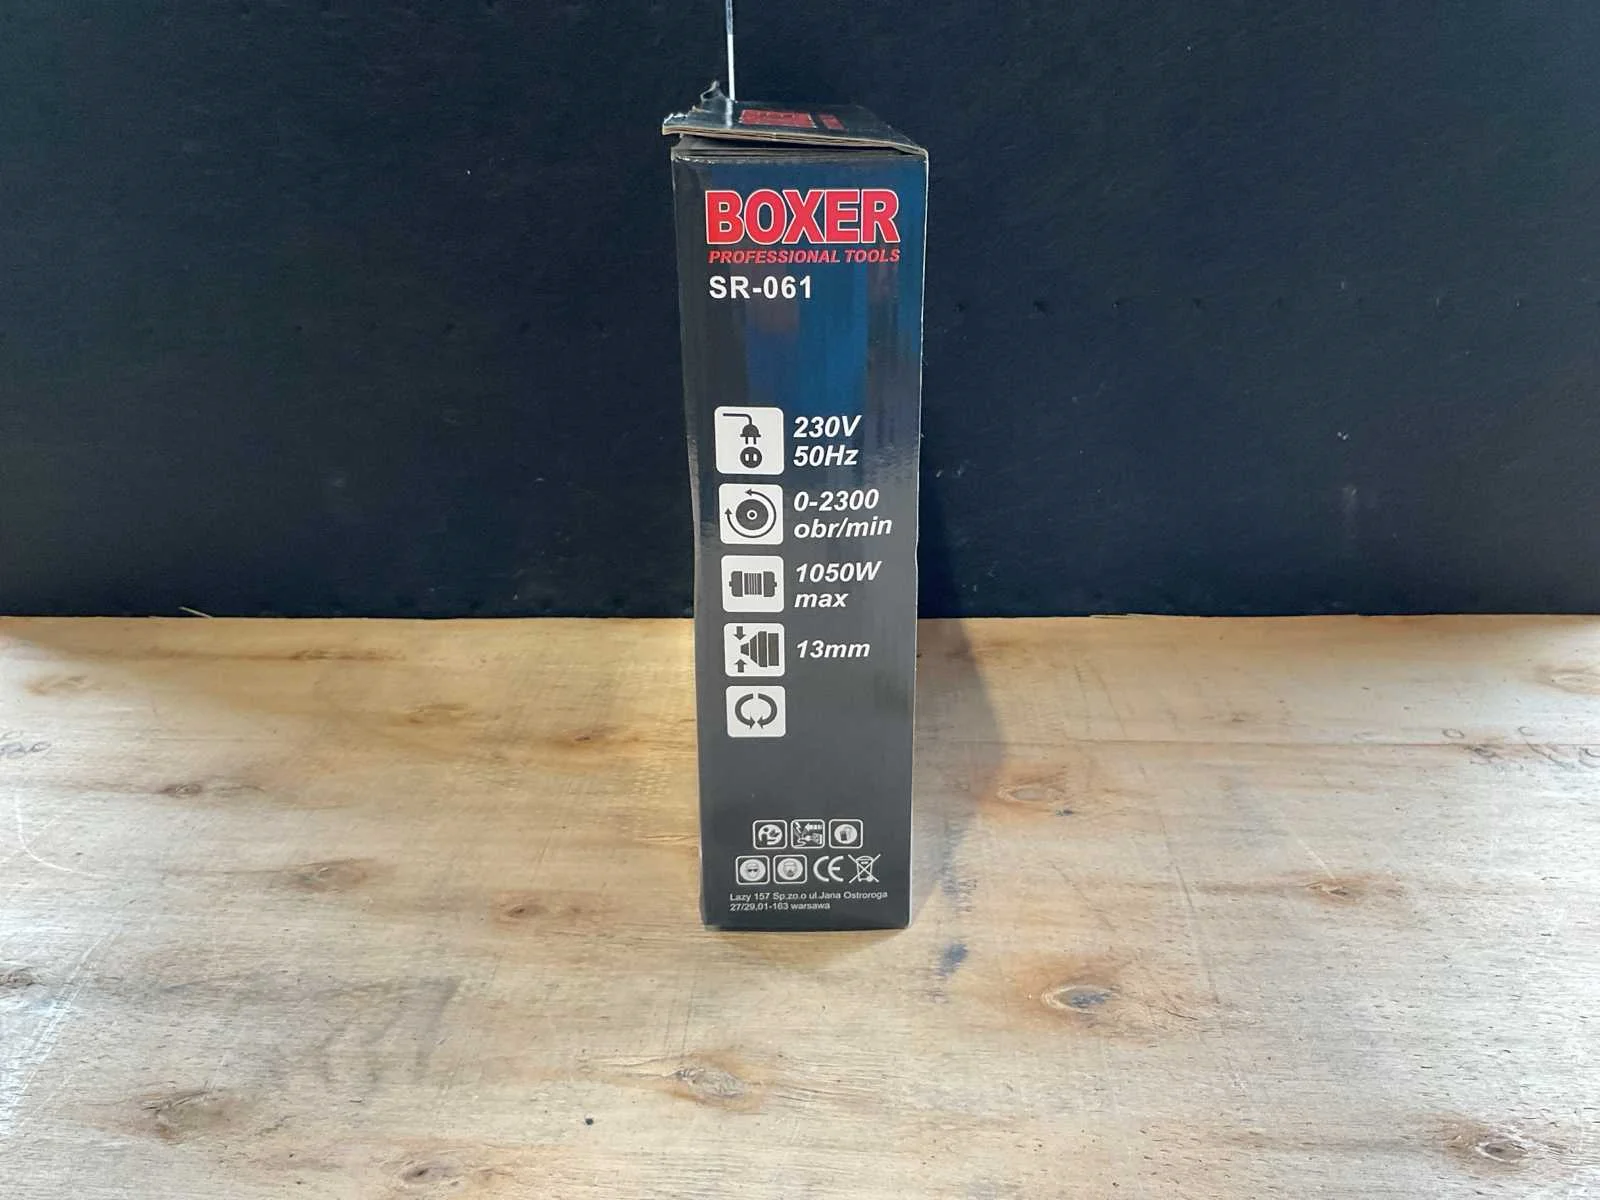 BOXER
PROFESSIONAL TOOLS
SR-061
230V
50Hz
0-2300
obr/min
1050W
max
13mm
CE
Lazy 157 Sp.zo.o ul.Jana Ostroroga
27/29,01-163 warsawa